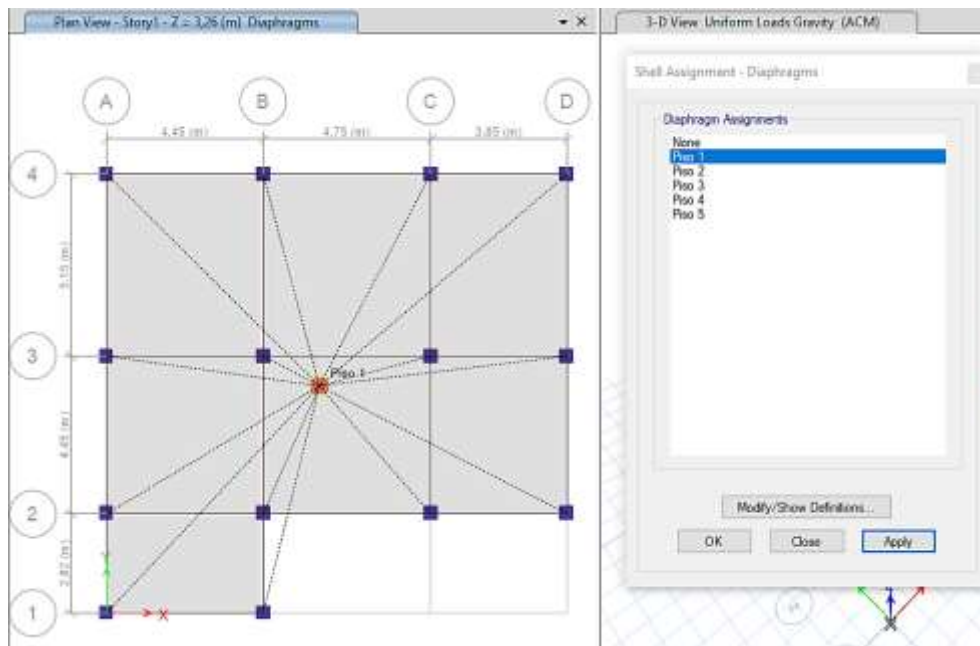 Plan View - Story1 - Z = 3,26 (m) Diaphragms
3-D View Uniform Loads Gravity (ACM)
Shell Assignment - Diaphragms
A
B
C
D
4.45 (m)
4.75 (m)
3.85 (m)
Diaphragm Assignments
None
Piso 1
Piso 2
Piso 3
Piso 4
Piso 5
4
5.15 (m)
3
Piso 1
4.45 (m)
2
Modify/Show Definitions...
OK
Close
Apply
2.82 (m)
Y
1
X